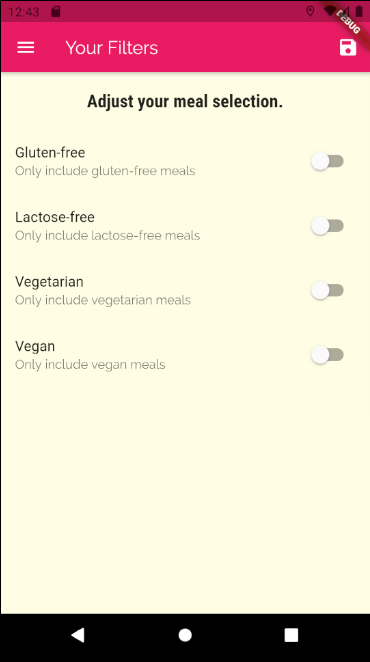 12:43
DEBUG
Your Filters
Adjust your meal selection.
Gluten-free
Only include gluten-free meals
Lactose-free
Only include lactose-free meals
Vegetarian
Only include vegetarian meals
Vegan
Only include vegan meals